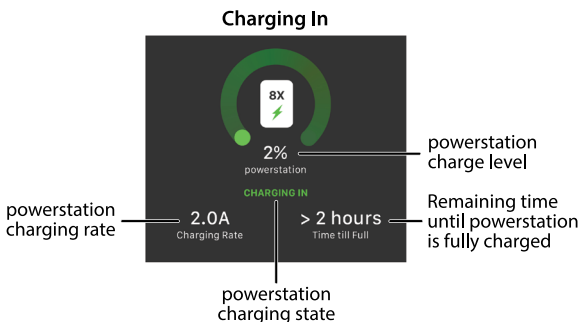 Charging In
8X
2%
powerstation
powerstation
charge level
CHARGING IN
powerstation
charging rate
2.0A
Charging Rate
> 2 hours
Time till Full
Remaining time
until powerstation
is fully charged
powerstation
charging state